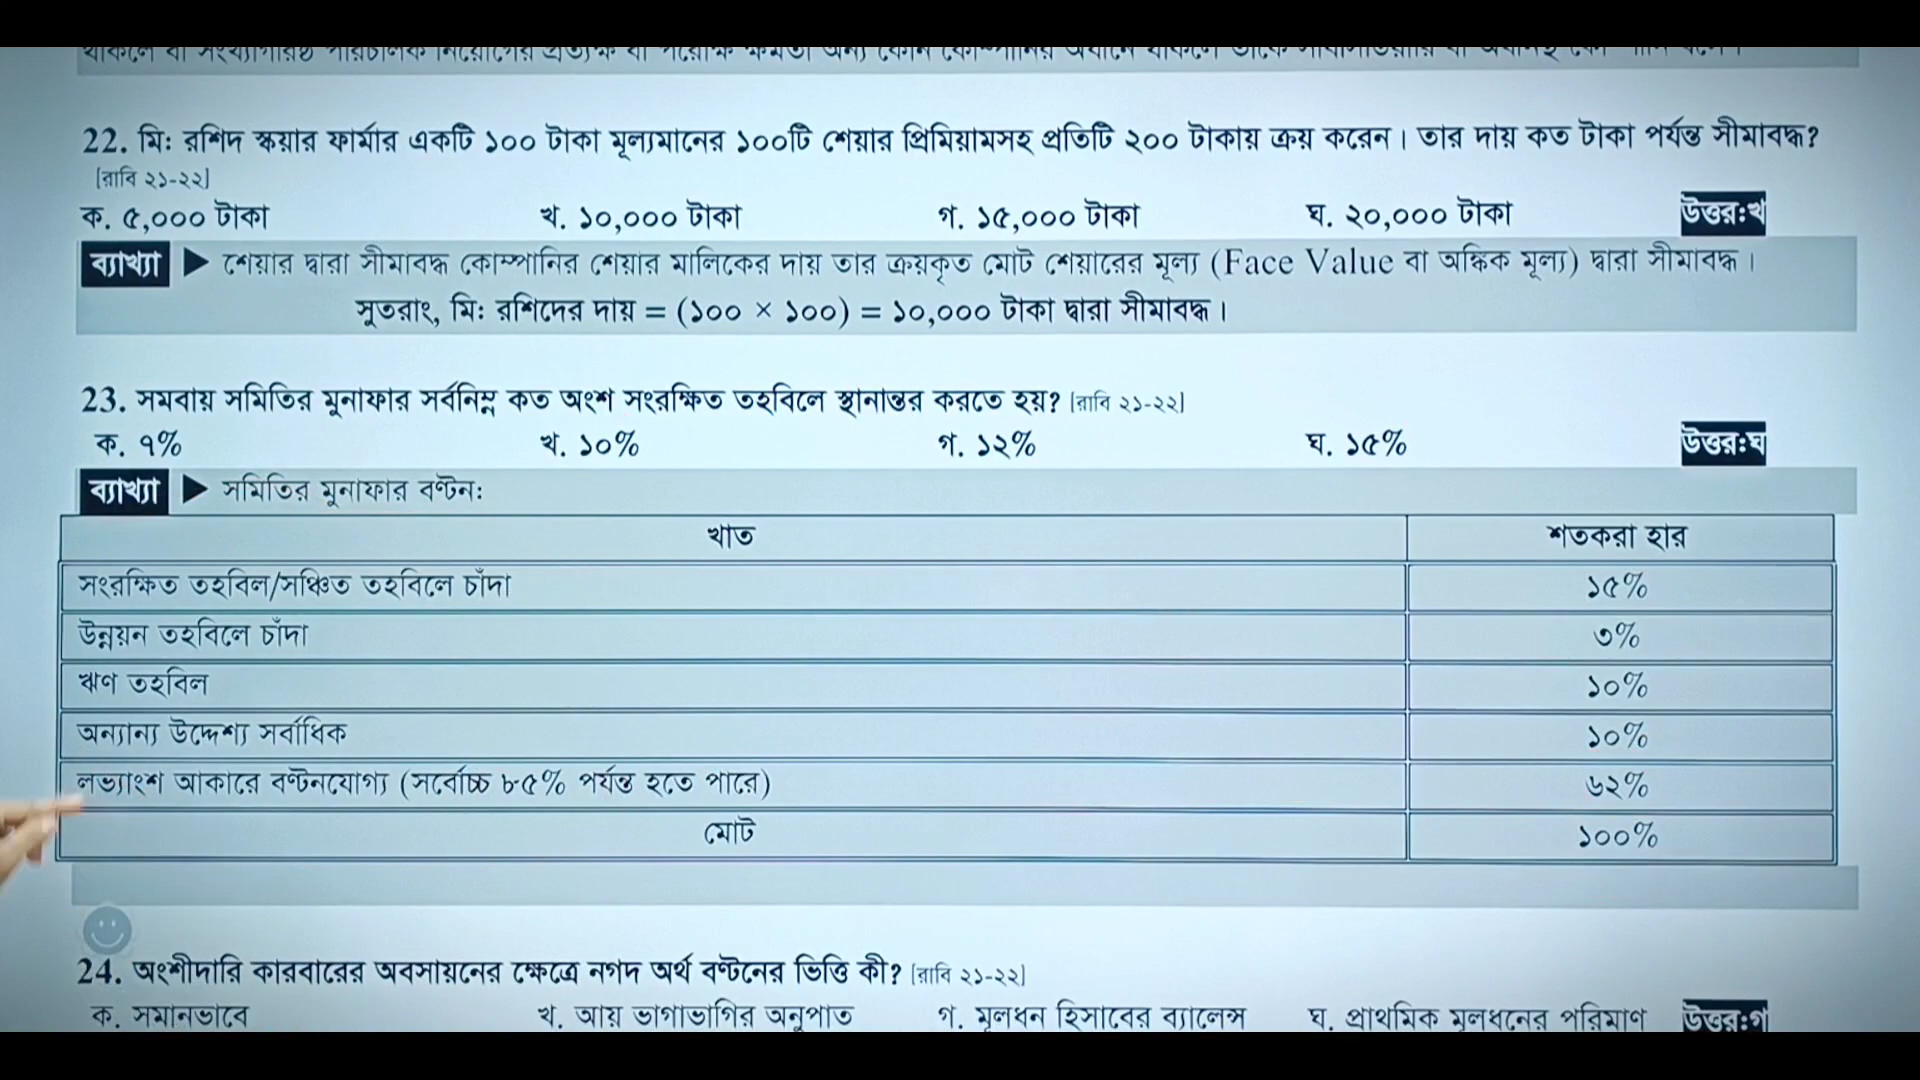 22. মিঃ রশিদ স্কয়ার ফার্মার একটি ১০০ টাকা মূল্যমানের ১০০টি শেয়ার প্রিমিয়ামসহ প্রতিটি ২০০ টাকায় ক্রয় করেন। তার দায় কত টাকা পর্যন্ত সীমাবদ্ধ?
[রাবি ২১-২২]
ক. ৫,০০০ টাকা খ. ১০,০০০ টাকা গ. ১৫,০০০ টাকা ঘ. ২০,০০০ টাকা উত্তর:খ
ব্যাখ্যা ▶ শেয়ার দ্বারা সীমাবদ্ধ কোম্পানির শেয়ার মালিকের দায় তার ক্রয়কৃত মোট শেয়ারের মূল্য (Face Value বা অঙ্কিক মূল্য) দ্বারা সীমাবদ্ধ।
সুতরাং, মিঃ রশিদের দায় = (১০০ × ১০০) = ১০,০০০ টাকা দ্বারা সীমাবদ্ধ।
23. সমবায় সমিতির মুনাফার সর্বনিম্ন কত অংশ সংরক্ষিত তহবিলে স্থানান্তর করতে হয়? [রাবি ২১-২২]
ক. ৭% খ. ১০% গ. ১২% ঘ. ১৫% উত্তর:ঘ
ব্যাখ্যা ▶ সমিতির মুনাফার বণ্টন:
খাত শতকরা হার
সংরক্ষিত তহবিল/সঞ্চিত তহবিলে চাঁদা ১৫%
উন্নয়ন তহবিলে চাঁদা ৩%
ঋণ তহবিল ১০%
অন্যান্য উদ্দেশ্য সর্বাধিক ১০%
লভ্যাংশ আকারে বণ্টনযোগ্য (সর্বোচ্চ ৮৫% পর্যন্ত হতে পারে) ৬২%
মোট ১০০%
24. অংশীদারি কারবারের অবসায়নের ক্ষেত্রে নগদ অর্থ বণ্টনের ভিত্তি কী? [রাবি ২১-২২]
ক. সমানভাবে খ. আয় ভাগাভাগির অনুপাত গ. মূলধন হিসাবের ব্যালেন্স ঘ. প্রাথমিক মূলধনের পরিমাণ উত্তর:গ